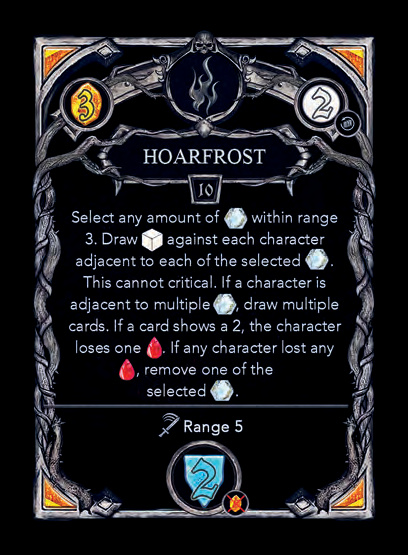 3
2
HOARFROST
10
Select any amount of within range
3. Draw against each character
adjacent to each of the selected .
This cannot critical. If a character is
adjacent to multiple , draw multiple
cards. If a card shows a 2, the character
loses one . If any character lost any
, remove one of the
selected .
Range 5
2